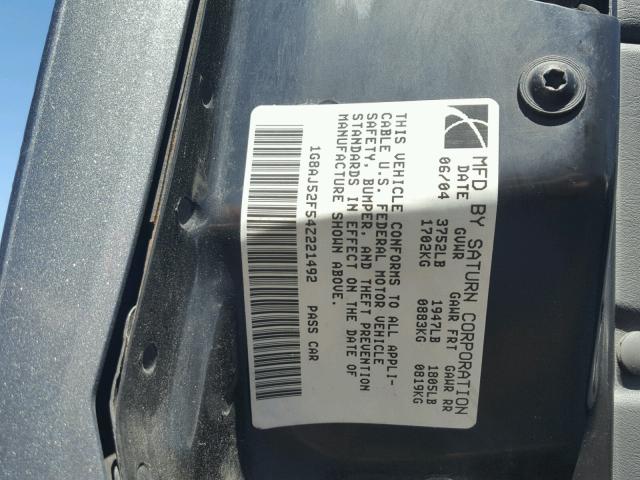 MFD BY SATURN CORPORATION
DATE GVWR GAWR FRT GAWR RR
06/04 3752LB 1947LB 1805LB
1702KG 0883KG 0819KG
THIS VEHICLE CONFORMS TO ALL APPLI-
CABLE U.S. FEDERAL MOTOR VEHICLE
SAFETY, BUMPER, AND THEFT PREVENTION
STANDARDS IN EFFECT ON THE DATE OF
MANUFACTURE SHOWN ABOVE.
1G8AJ52F54Z221492 PASS CAR